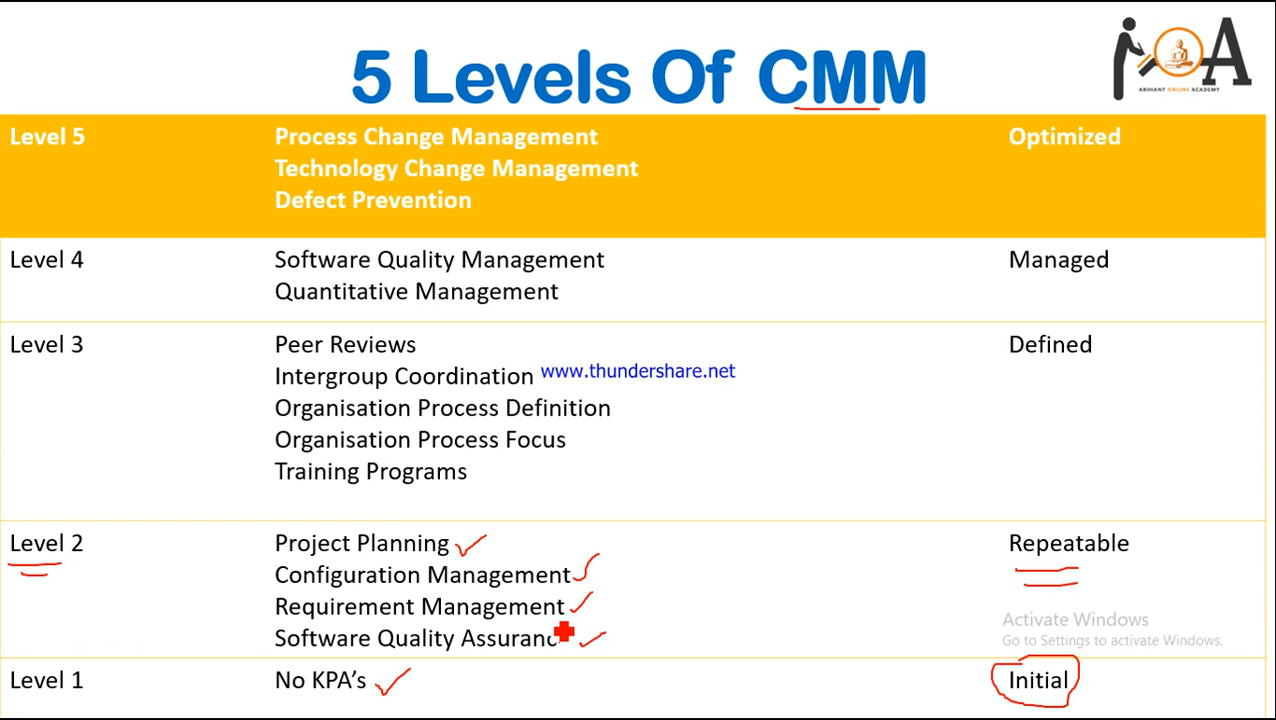 5 Levels Of CMM
ARIHANT ONLINE ACADEMY
Level 5 Process Change Management Optimized
Technology Change Management
Defect Prevention
Level 4 Software Quality Management Managed
Quantitative Management
Level 3 Peer Reviews Defined
Intergroup Coordination www.thundershare.net
Organisation Process Definition
Organisation Process Focus
Training Programs
Level 2 Project Planning Repeatable
Configuration Management
Requirement Management
Activate Windows
Software Quality Assuranc
Go to Settings to activate Windows.
Level 1 No KPA's Initial